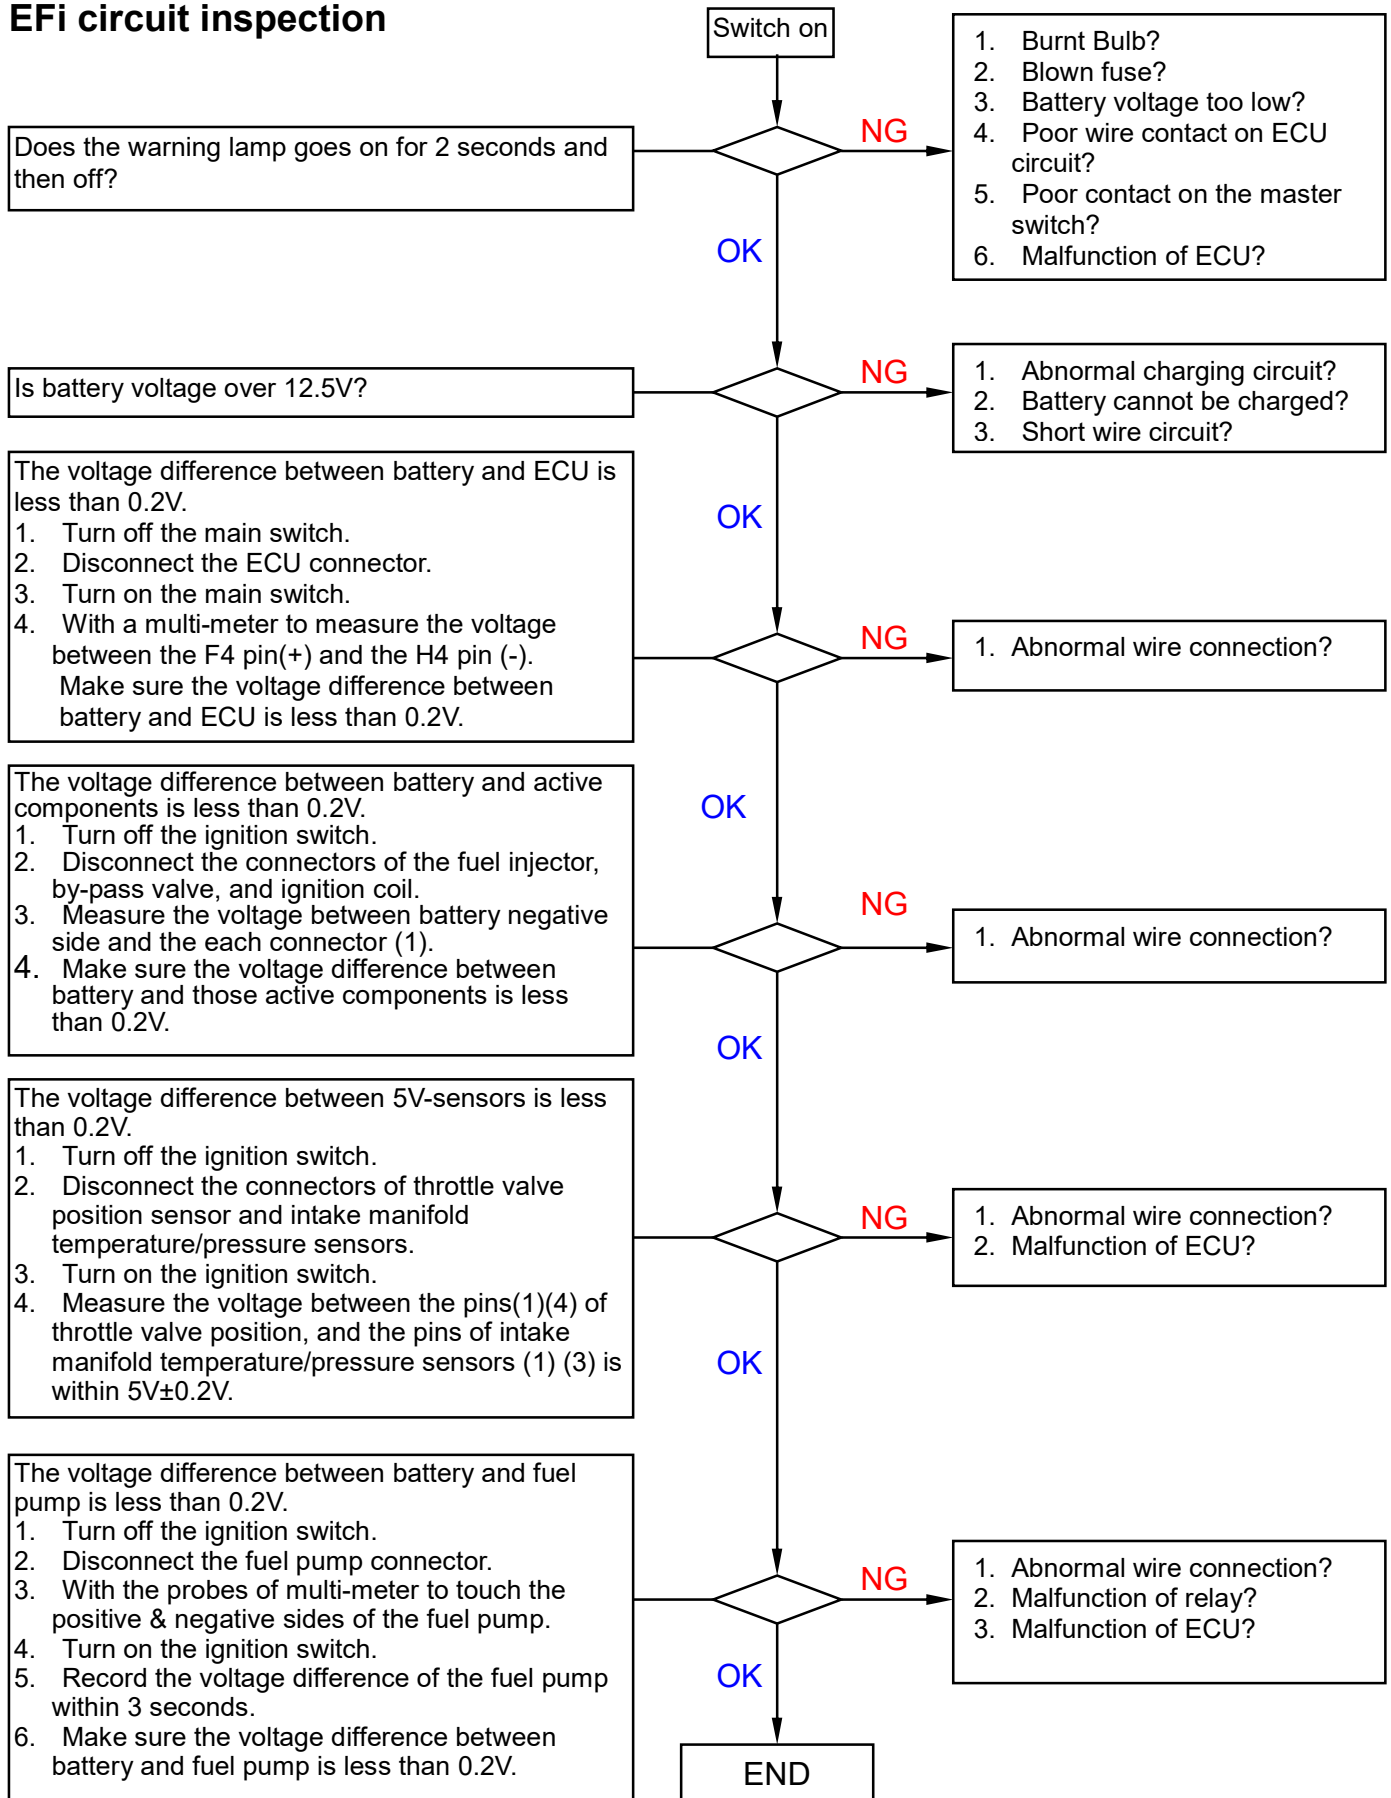 EFi circuit inspection
Switch on
Does the warning lamp goes on for 2 seconds and
then off?
NG
1. Burnt Bulb?
2. Blown fuse?
3. Battery voltage too low?
4. Poor wire contact on ECU
circuit?
5. Poor contact on the master
switch?
6. Malfunction of ECU?
OK
Is battery voltage over 12.5V?
NG
1. Abnormal charging circuit?
2. Battery cannot be charged?
3. Short wire circuit?
OK
The voltage difference between battery and ECU is
less than 0.2V.
1. Turn off the main switch.
2. Disconnect the ECU connector.
3. Turn on the main switch.
4. With a multi-meter to measure the voltage
between the F4 pin(+) and the H4 pin (-).
Make sure the voltage difference between
battery and ECU is less than 0.2V.
NG
1. Abnormal wire connection?
OK
The voltage difference between battery and active
components is less than 0.2V.
1. Turn off the ignition switch.
2. Disconnect the connectors of the fuel injector,
by-pass valve, and ignition coil.
3. Measure the voltage between battery negative
side and the each connector (1).
4. Make sure the voltage difference between
battery and those active components is less
than 0.2V.
NG
1. Abnormal wire connection?
OK
The voltage difference between 5V-sensors is less
than 0.2V.
1. Turn off the ignition switch.
2. Disconnect the connectors of throttle valve
position sensor and intake manifold
temperature/pressure sensors.
3. Turn on the ignition switch.
4. Measure the voltage between the pins(1)(4) of
throttle valve position, and the pins of intake
manifold temperature/pressure sensors (1) (3) is
within 5V±0.2V.
NG
1. Abnormal wire connection?
2. Malfunction of ECU?
OK
The voltage difference between battery and fuel
pump is less than 0.2V.
1. Turn off the ignition switch.
2. Disconnect the fuel pump connector.
3. With the probes of multi-meter to touch the
positive & negative sides of the fuel pump.
4. Turn on the ignition switch.
5. Record the voltage difference of the fuel pump
within 3 seconds.
6. Make sure the voltage difference between
battery and fuel pump is less than 0.2V.
NG
1. Abnormal wire connection?
2. Malfunction of relay?
3. Malfunction of ECU?
OK
END